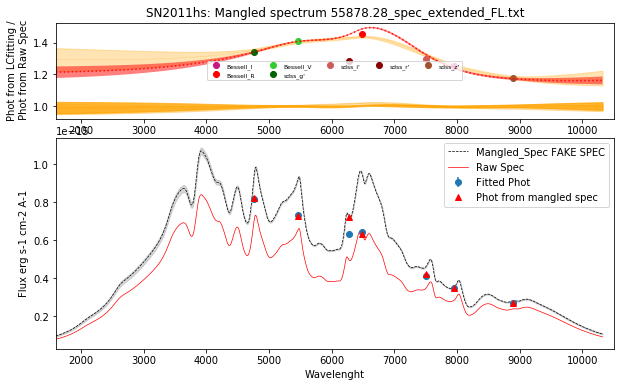 SN2011hs: Mangled spectrum 55878.28_spec_extended_FL.txt
Phot from LCfitting /
Phot from Raw Spec
1.4
1.2
1.0
Bessell_I
Bessell_V
sdss_i'
sdss_r'
sdss_z'
Bessell_R
sdss_g'
2000 3000 4000 5000 6000 7000 8000 9000 10000
Flux erg s-1 cm-2 A-1
1.0
0.8
0.6
0.4
0.2
Mangled_Spec FAKE SPEC
Raw Spec
Fitted Phot
Phot from mangled spec
2000 3000 4000 5000 6000 7000 8000 9000 10000
Wavelenght